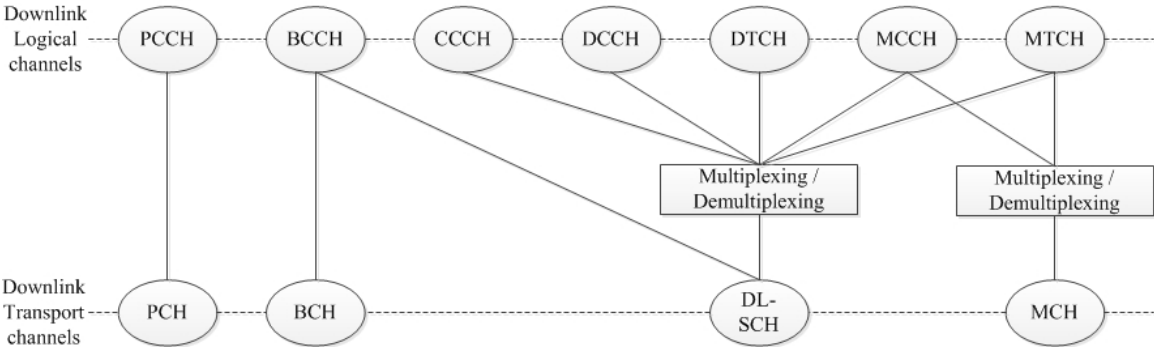 Downlink
Logical
channels
PCCH
BCCH
CCCH
DCCH
DTCH
MCCH
MTCH
Multiplexing /
Demultiplexing
Multiplexing /
Demultiplexing
Downlink
Transport
channels
PCH
BCH
DL-
SCH
MCH